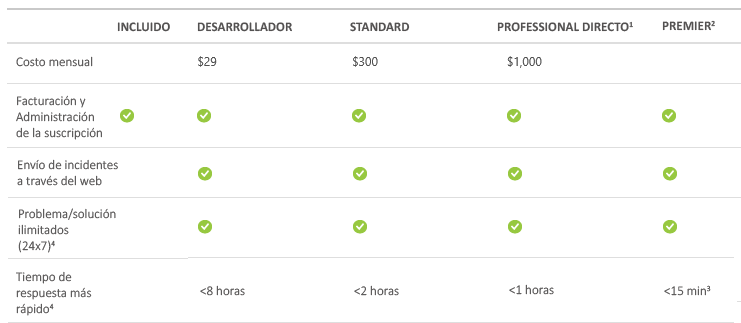 INCLUIDO DESARROLLADOR STANDARD PROFESSIONAL DIRECTO¹ PREMIER²
Costo mensual $29 $300 $1,000
Facturación y
Administración
de la suscripción
Envío de incidentes
a través del web
Problema/solución
ilimitados
(24x7)⁴
Tiempo de
respuesta más
rápido⁴
<8 horas <2 horas <1 horas <15 min³